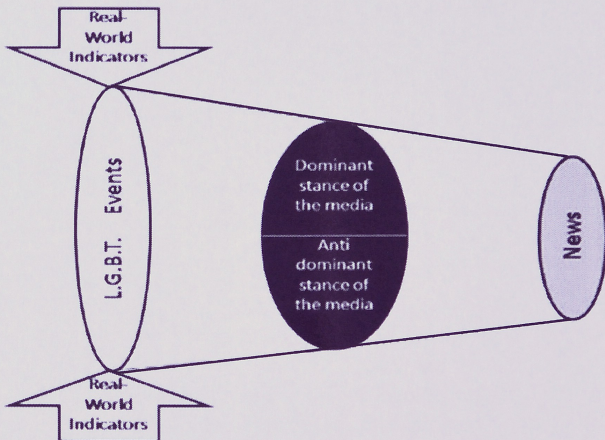 Real-
World
Indicators
L.G.B.T. Events
Dominant
stance of
the media
Anti
dominant
stance of
the media
News
Real-
World
Indicators